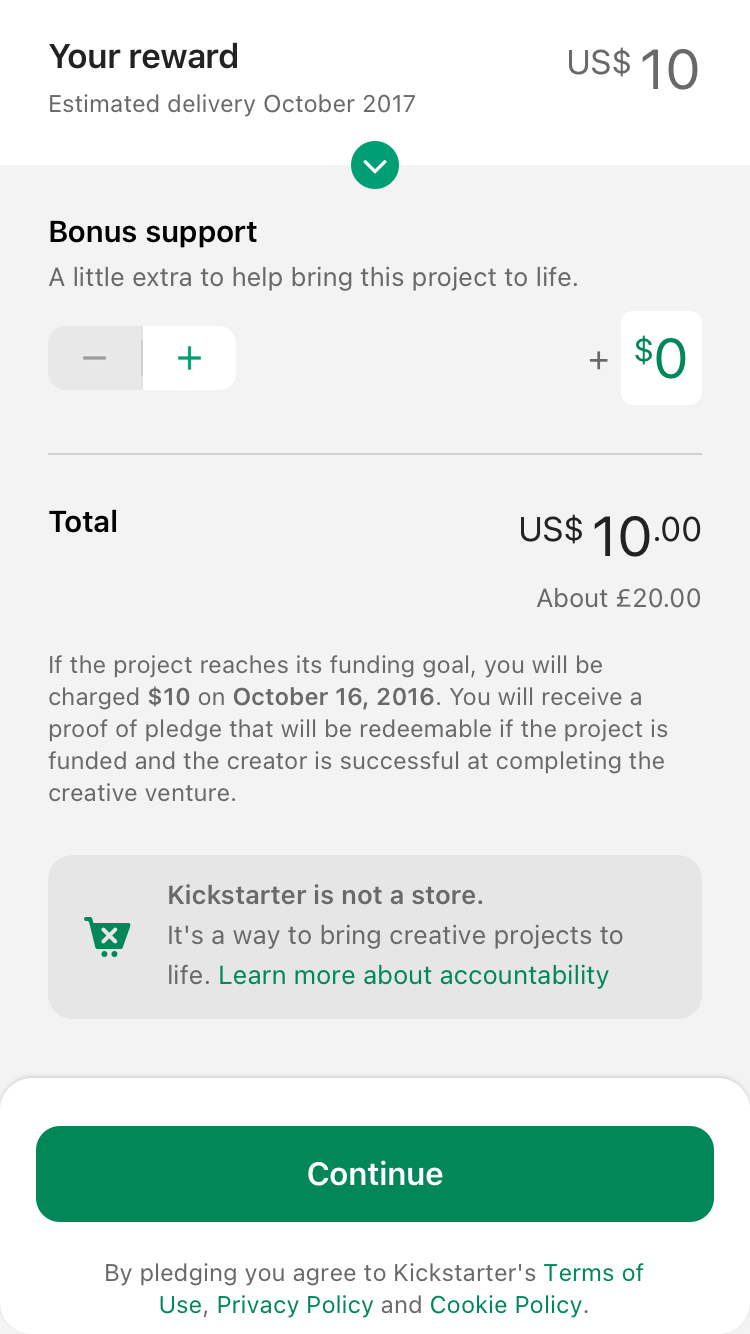 Your reward
US$ 10
Estimated delivery October 2017
Bonus support
A little extra to help bring this project to life.
− +
+ $0
Total
US$ 10.00
About £20.00
If the project reaches its funding goal, you will be
charged $10 on October 16, 2016. You will receive a
proof of pledge that will be redeemable if the project is
funded and the creator is successful at completing the
creative venture.
Kickstarter is not a store.
It's a way to bring creative projects to
life. Learn more about accountability
Continue
By pledging you agree to Kickstarter's Terms of
Use, Privacy Policy and Cookie Policy.